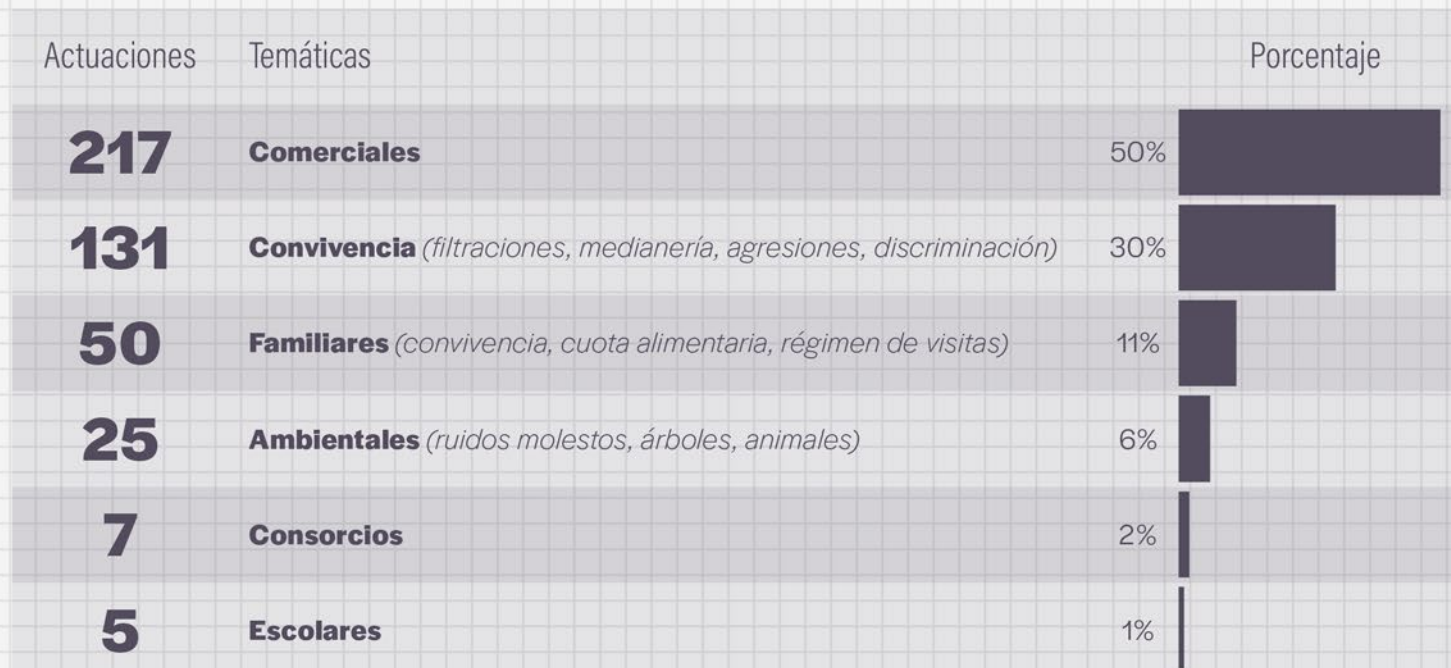 Actuaciones Temáticas Porcentaje
217 Comerciales 50%
131 Convivencia (filtraciones, medianería, agresiones, discriminación) 30%
50 Familiares (convivencia, cuota alimentaria, régimen de visitas) 11%
25 Ambientales (ruidos molestos, árboles, animales) 6%
7 Consorcios 2%
5 Escolares 1%